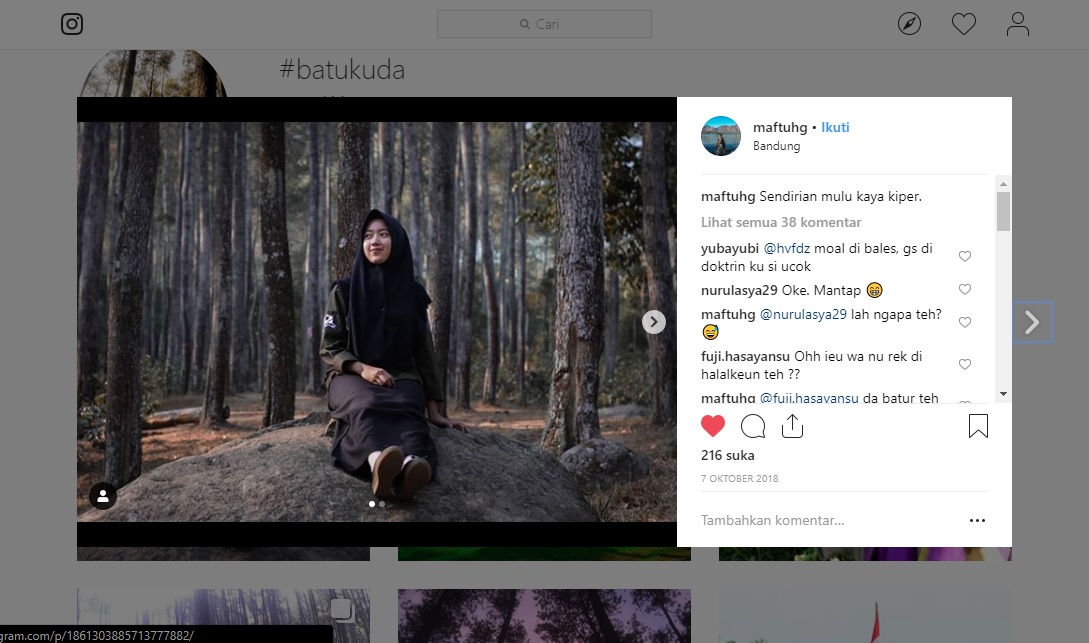 Cari
#batukuda
maftuhg • Ikuti
Bandung
maftuhg Sendirian mulu kaya kiper.
Lihat semua 38 komentar
yubayubi @hvfdz moal di bales, gs di
doktrin ku si ucok
nurulasya29 Oke. Mantap 😁
maftuhg @nurulasya29 lah ngapa teh?
😅
fuji.hasayansu Ohh ieu wa nu rek di
halalkeun teh ??
maftuhg @fuji.hasayansu da batur teh
216 suka
7 OKTOBER 2018
Tambahkan komentar...
gram.com/p/1861303885713777882/